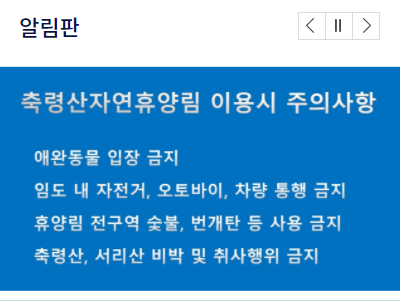 알림판
축령산자연휴양림 이용시 주의사항
애완동물 입장 금지
임도 내 자전거, 오토바이, 차량 통행 금지
휴양림 전구역 숯불, 번개탄 등 사용 금지
축령산, 서리산 비박 및 취사행위 금지